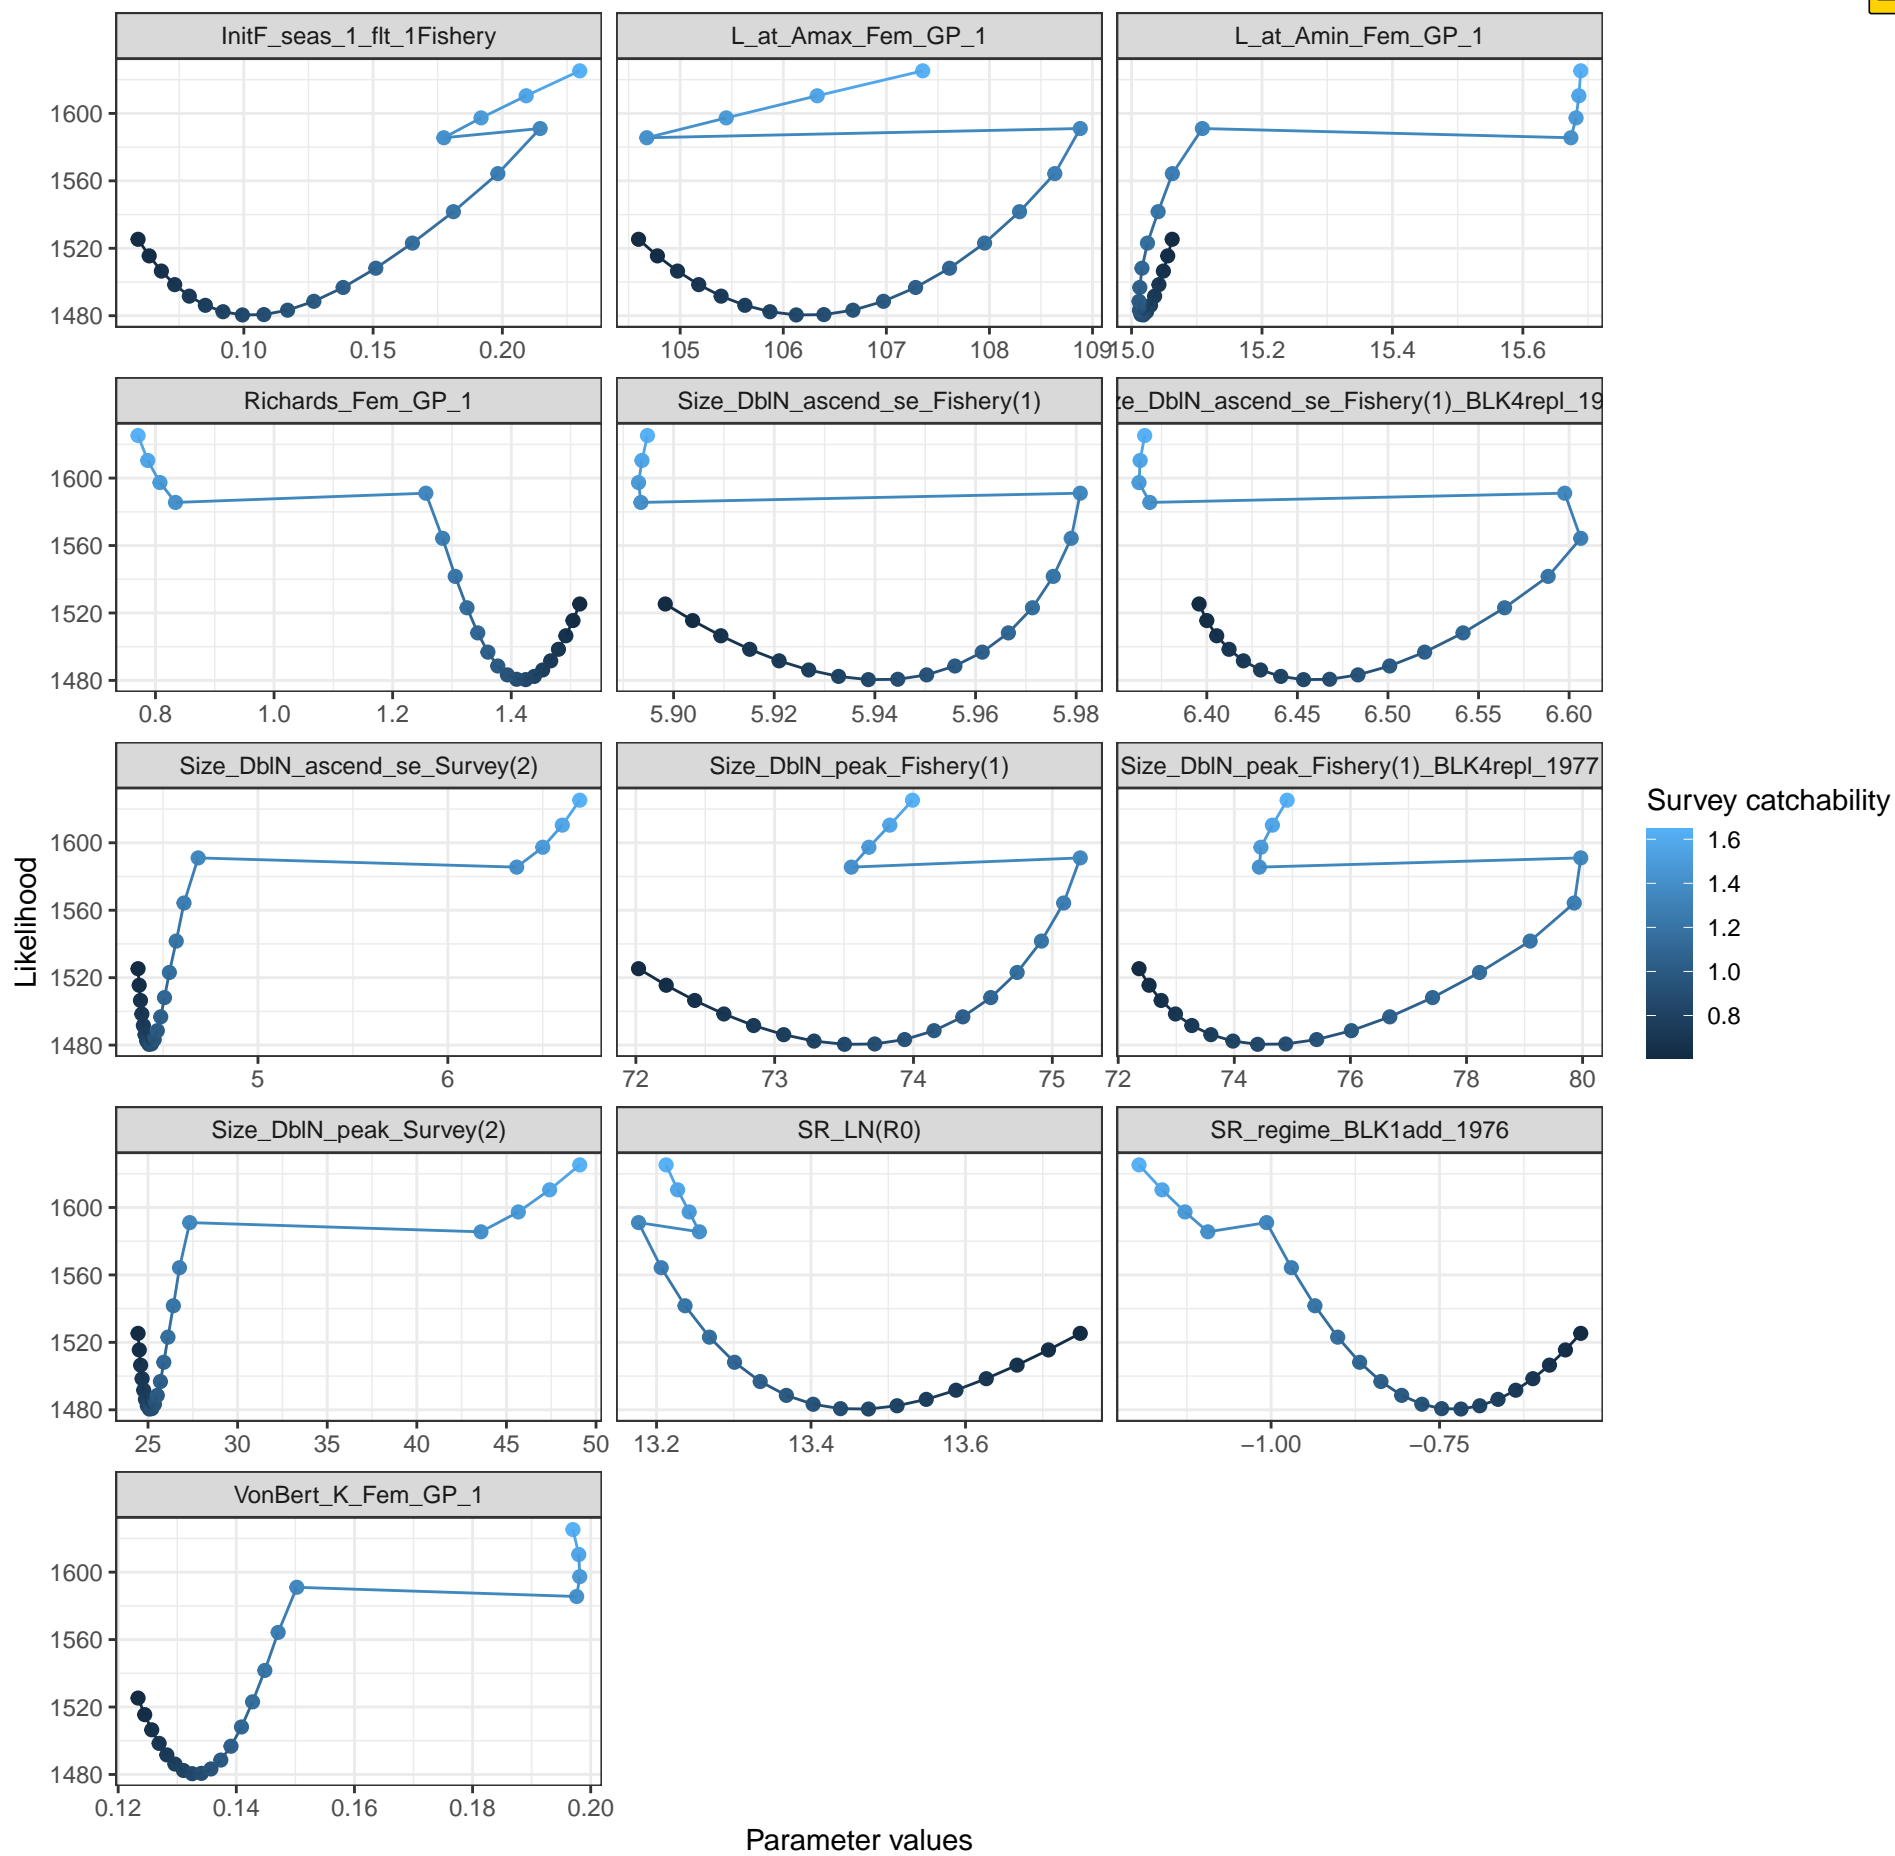 InitF_seas_1_flt_1Fishery L_at_Amax_Fem_GP_1 L_at_Amin_Fem_GP_1
1600
1560
1520
1480
0.10 0.15 0.20 105 106 107 108 109 15.0 15.2 15.4 15.6
Richards_Fem_GP_1 Size_DblN_ascend_se_Fishery(1) ze_DblN_ascend_se_Fishery(1)_BLK4repl_19
1600
1560
1520
1480
0.8 1.0 1.2 1.4 5.90 5.92 5.94 5.96 5.98 6.40 6.45 6.50 6.55 6.60
Size_DblN_ascend_se_Survey(2) Size_DblN_peak_Fishery(1) Size_DblN_peak_Fishery(1)_BLK4repl_1977
1600
1560
1520
1480
5 6 72 73 74 75 72 74 76 78 80
Size_DblN_peak_Survey(2) SR_LN(R0) SR_regime_BLK1add_1976
1600
1560
1520
1480
25 30 35 40 45 50 13.2 13.4 13.6 −1.00 −0.75
VonBert_K_Fem_GP_1
1600
1560
1520
1480
0.12 0.14 0.16 0.18 0.20
Parameter values
Likelihood
Survey catchability
1.6
1.4
1.2
1.0
0.8